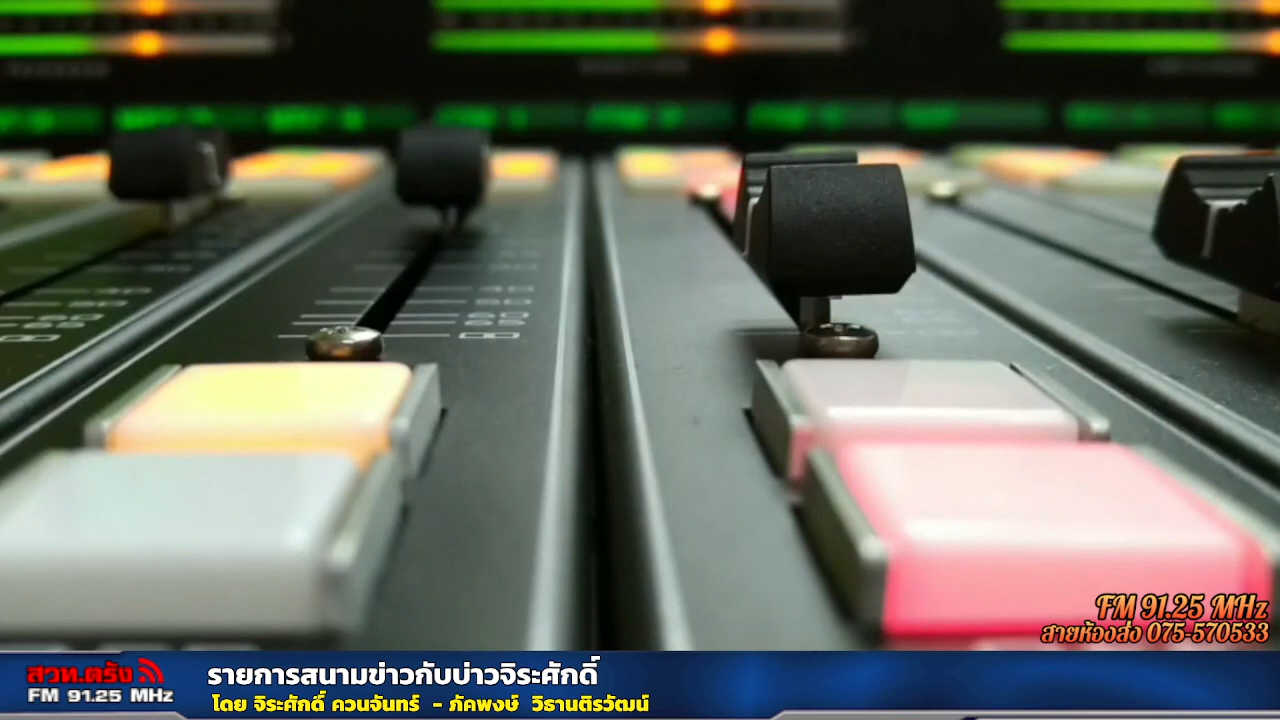 FM 91.25 MHz
สายห้องส่ง 075-570533
สวท.ตรัง
FM 91.25 MHz
รายการสนามข่าวกับบ่าวจิระศักดิ์
โดย จิระศักดิ์ ควนจันทร์ - ภัคพงษ์ วิธานติรวัฒน์